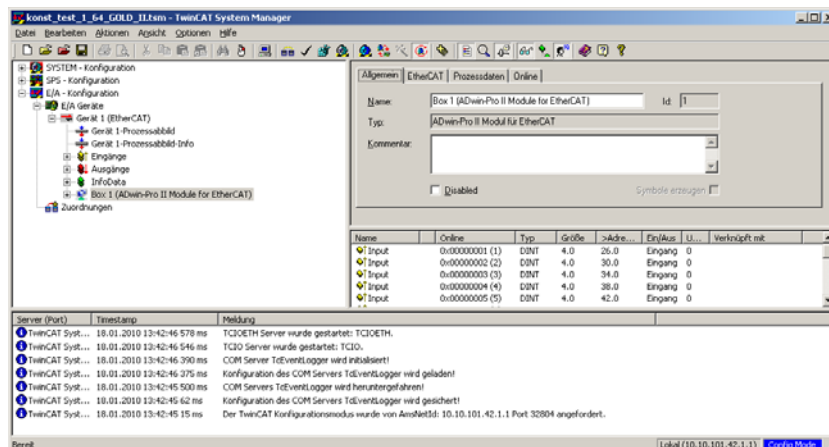 konst_test_1_64_GOLD_II.tsm - TwinCAT System Manager
Datei Bearbeiten Aktionen Ansicht Optionen Hilfe
SYSTEM - Konfiguration
SPS - Konfiguration
E/A - Konfiguration
E/A Geräte
Gerät 1 (EtherCAT)
Gerät 1-Prozessabbild
Gerät 1-Prozessabbild-Info
Eingänge
Ausgänge
InfoData
Box 1 (ADwin-Pro II Module for EtherCAT)
Zuordnungen
Allgemein EtherCAT Prozessdaten Online
Name: Box 1 (ADwin-Pro II Module for EtherCAT) Id: 1
Typ: ADwin-Pro II Modul für EtherCAT
Kommentar:
Disabled Symbole erzeugen
Name Online Typ Größe >Adre... Ein/Aus U... Verknüpft mit
Input 0x00000001 (1) DINT 4.0 26.0 Eingang 0
Input 0x00000002 (2) DINT 4.0 30.0 Eingang 0
Input 0x00000003 (3) DINT 4.0 34.0 Eingang 0
Input 0x00000004 (4) DINT 4.0 38.0 Eingang 0
Input 0x00000005 (5) DINT 4.0 42.0 Eingang 0
Server (Port) Timestamp Meldung
TwinCAT Syst... 18.01.2010 13:42:46 578 ms TCIOETH Server wurde gestartet: TCIOETH.
TwinCAT Syst... 18.01.2010 13:42:46 546 ms TCIO Server wurde gestartet: TCIO.
TwinCAT Syst... 18.01.2010 13:42:46 390 ms COM Server TcEventLogger wird initialisiert!
TwinCAT Syst... 18.01.2010 13:42:46 375 ms Konfiguration des COM Servers TcEventLogger wird geladen!
TwinCAT Syst... 18.01.2010 13:42:45 500 ms COM Servers TcEventLogger wird heruntergefahren!
TwinCAT Syst... 18.01.2010 13:42:45 62 ms Konfiguration des COM Servers TcEventLogger wird gesichert!
TwinCAT Syst... 18.01.2010 13:42:45 15 ms Der TwinCAT Konfigurationsmodus wurde von AmsNetId: 10.10.101.42.1.1 Port 32804 angefordert.
Bereit Lokal (10.10.101.42.1.1) Config Mode